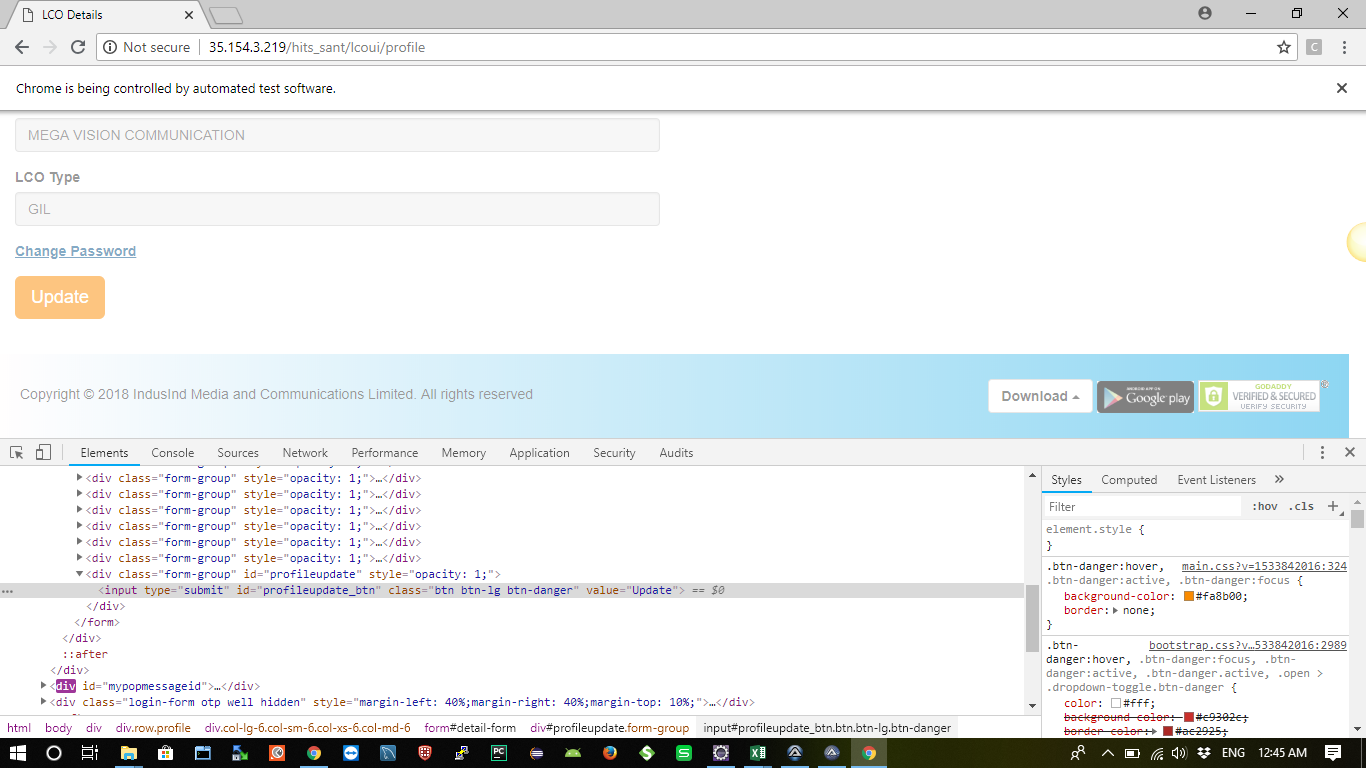 LCO Details
Not secure 35.154.3.219/hits_sant/lcoui/profile
C
Chrome is being controlled by automated test software.
MEGA VISION COMMUNICATION
LCO Type
GIL
Change Password
Update
Copyright © 2018 IndusInd Media and Communications Limited. All rights reserved
Download
ANDROID APP ON
Google play
GODADDY
VERIFIED & SECURED
VERIFY SECURITY
Elements Console Sources Network Performance Memory Application Security Audits
<div class="form-group" style="opacity: 1;">…</div>
<div class="form-group" style="opacity: 1;">…</div>
<div class="form-group" style="opacity: 1;">…</div>
<div class="form-group" style="opacity: 1;">…</div>
<div class="form-group" style="opacity: 1;">…</div>
<div class="form-group" style="opacity: 1;">…</div>
<div class="form-group" id="profileupdate" style="opacity: 1;">
<input type="submit" id="profileupdate_btn" class="btn btn-lg btn-danger" value="Update"> == $0
</div>
</form>
</div>
::after
</div>
<div id="mypopmessageid">…</div>
<div class="login-form otp well hidden" style="margin-left: 40%;margin-right: 40%;margin-top: 10%;">…</div>
html body div div.row.profile div.col-lg-6.col-sm-6.col-xs-6.col-md-6 form#detail-form div#profileupdate.form-group input#profileupdate_btn.btn.btn-lg.btn-danger
Styles Computed Event Listeners »
Filter :hov .cls +
element.style {
}
.btn-danger:hover, main.css?v=1533842016:324
.btn-danger:active, .btn-danger:focus {
background-color: #fa8b00;
border: none;
}
.btn- bootstrap.css?v…533842016:2989
danger:hover, .btn-danger:focus, .btn-
danger:active, .btn-danger.active, .open >
.dropdown-toggle.btn-danger {
color: #fff;
background-color: #c9302c;
border-color: #ac2925;
PC
ENG 12:45 AM